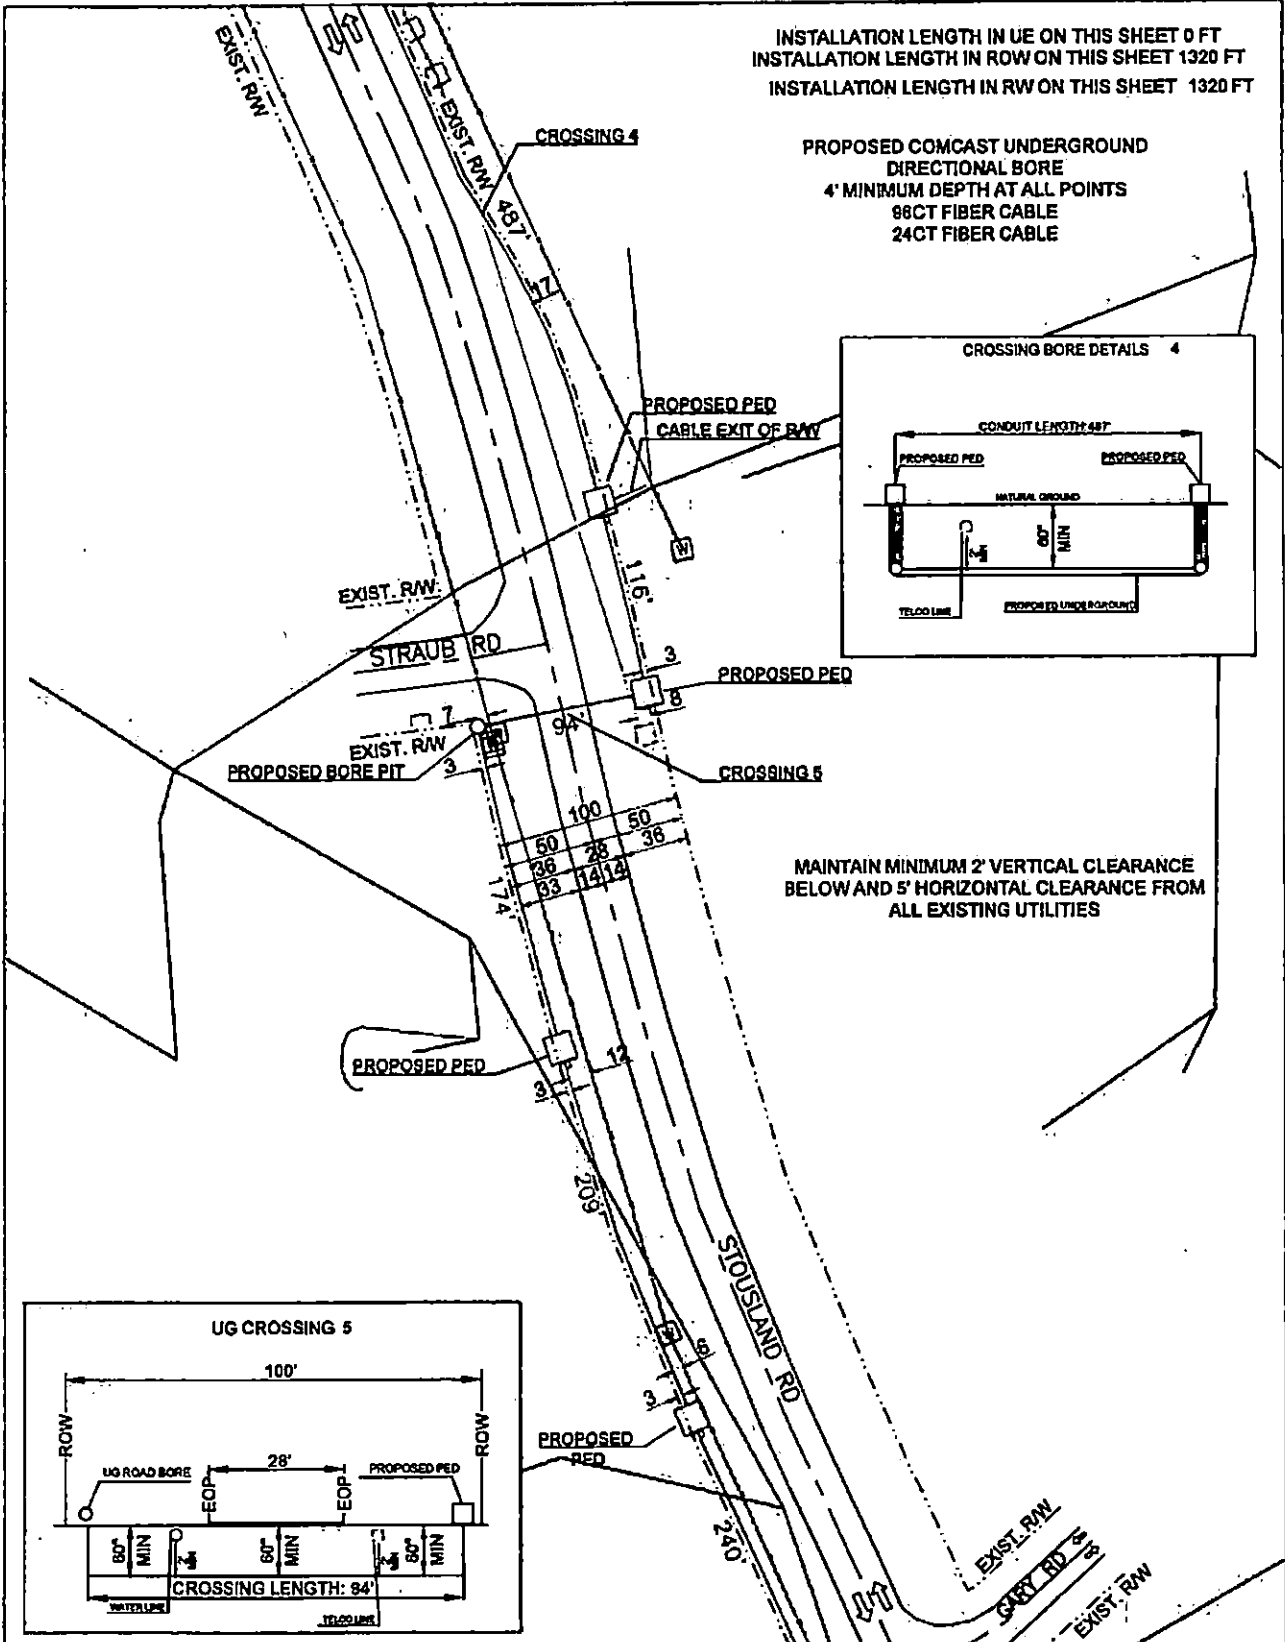 INSTALLATION LENGTH IN UE ON THIS SHEET 0 FT
INSTALLATION LENGTH IN ROW ON THIS SHEET 1320 FT
INSTALLATION LENGTH IN RW ON THIS SHEET 1320 FT
PROPOSED COMCAST UNDERGROUND
DIRECTIONAL BORE
4' MINIMUM DEPTH AT ALL POINTS
96CT FIBER CABLE
24CT FIBER CABLE
EXIST. R/W
EXIST. R/W
CROSSING 4
487'
17
CROSSING BORE DETAILS 4
CONDUIT LENGTH: 487'
PROPOSED PED
PROPOSED PED
NATURAL GROUND
60"
MIN
2'
MIN
TELCO LINE
PROPOSED UNDERGROUND
PROPOSED PED
CABLE EXIT OF R/W
W
116'
EXIST. R/W
STRAUB RD
3
PROPOSED PED
8
7
94'
EXIST. R/W
PROPOSED BORE PIT
3
CROSSING 5
100
50
50
36
28
36
33
14
14
174'
MAINTAIN MINIMUM 2' VERTICAL CLEARANCE
BELOW AND 5' HORIZONTAL CLEARANCE FROM
ALL EXISTING UTILITIES
PROPOSED PED
12
3
209'
STOUSLAND RD
6
3
PROPOSED
PED
240'
EXIST. R/W
GARY RD
EXIST. R/W
UG CROSSING 5
100'
ROW
ROW
28'
UG ROAD BORE
EOP
EOP
PROPOSED PED
60"
MIN
2'
MIN
60"
MIN
2'
MIN
60"
MIN
CROSSING LENGTH: 94'
WATER LINE
TELCO LINE